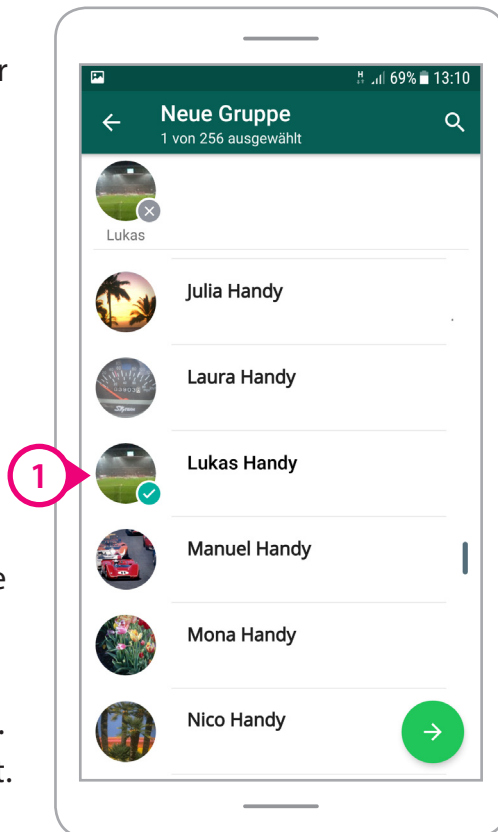 r
69% 13:10
Neue Gruppe
1 von 256 ausgewählt
Lukas
Julia Handy
Laura Handy
1
Lukas Handy
Manuel Handy
e
Mona Handy
Nico Handy
.
t.